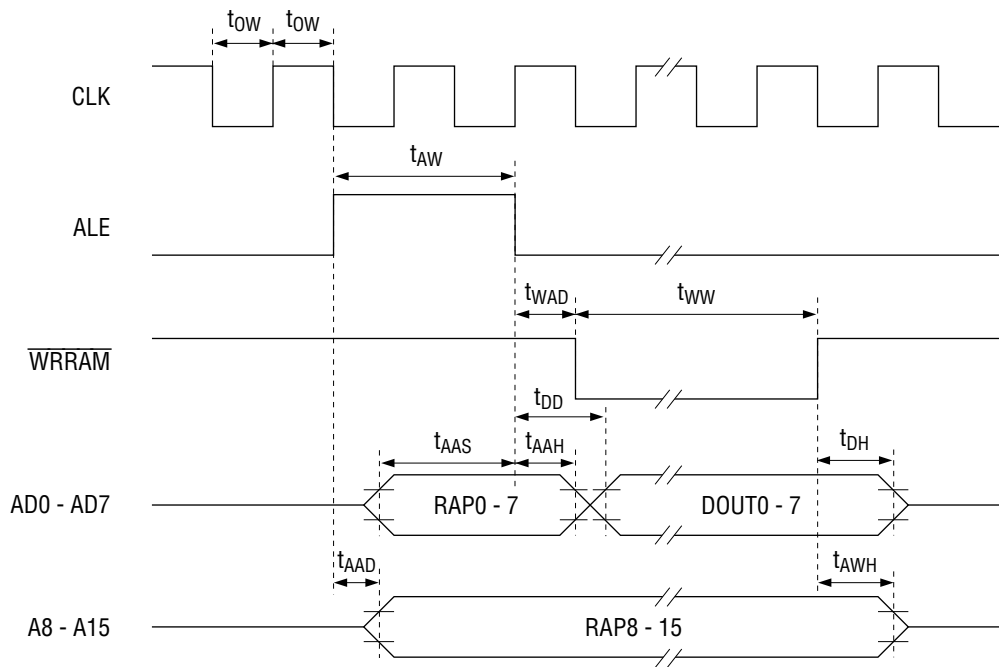 tOW tOW
CLK
tAW
ALE
tWAD tWW
W̅R̅R̅A̅M̅
tDD
tAAS tAAH tDH
AD0 - AD7 RAP0 - 7 DOUT0 - 7
tAAD tAWH
A8 - A15 RAP8 - 15